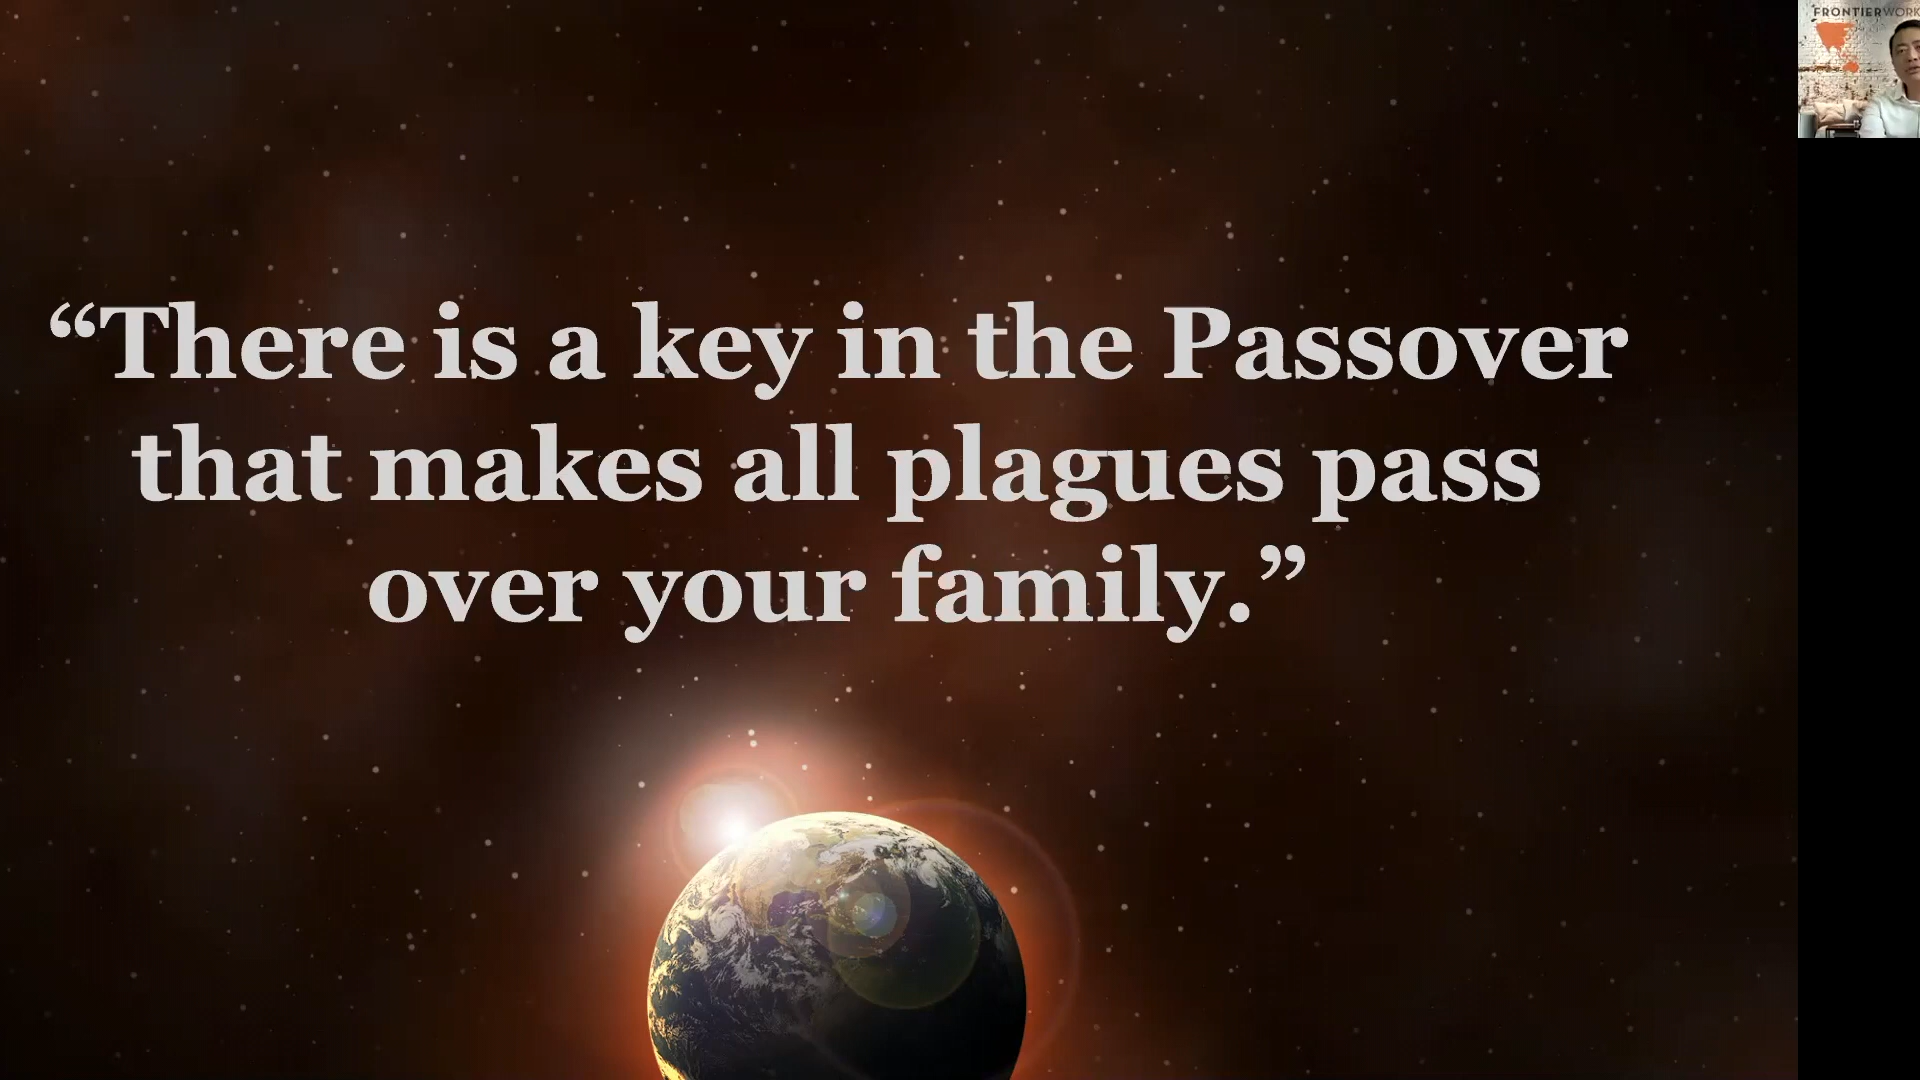 FRONTIERWORK
“There is a key in the Passover
that makes all plagues pass
over your family.”